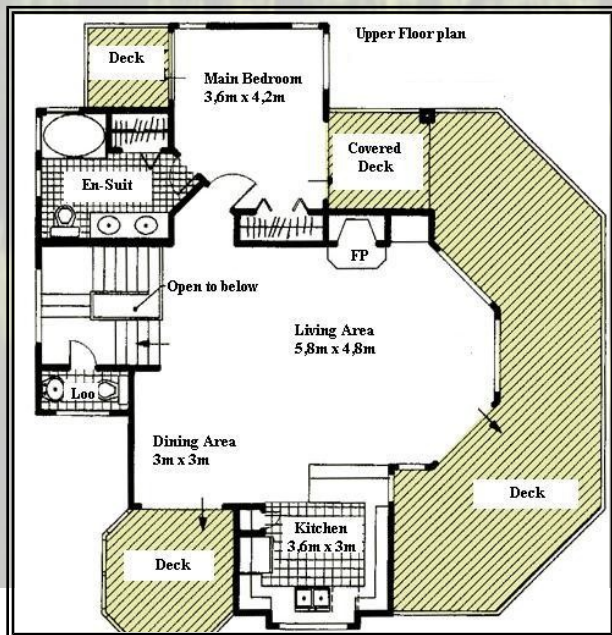 Upper Floor plan
Deck
Main Bedroom
3,6m x 4,2m
Covered
Deck
En-Suit
FP
Open to below
Living Area
5,8m x 4,8m
Loo
Dining Area
3m x 3m
Deck
Kitchen
3,6m x 3m
Deck